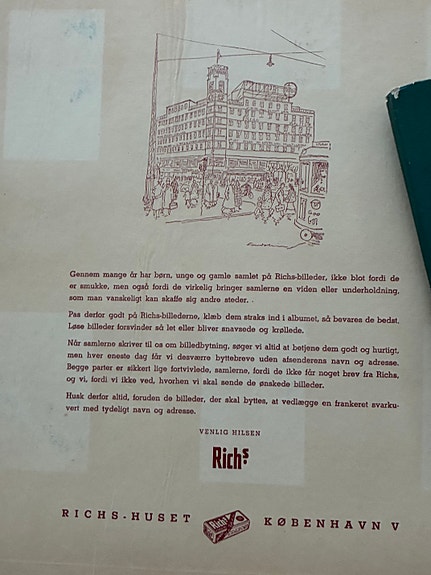 Gennem mange år har børn, unge og gamle samlet på Richs-billeder, ikke blot fordi de
er smukke, men også fordi de virkelig bringer samlerne en viden eller underholdning,
som man vanskeligt kan skaffe sig andre steder.
Pas derfor godt på Richs-billederne, klæb dem straks ind i albumet, så bevares de bedst.
Løse billeder forsvinder så let eller bliver snavsede og krøllede.
Når samlerne skriver til os om billedbytning, søger vi altid at betjene dem godt og hurtigt,
men hver eneste dag får vi desværre byttebreve uden afsenderens navn og adresse.
Begge parter er sikkert lige fortvivlede, samlerne, fordi de ikke får noget brev fra Richs,
og vi, fordi vi ikke ved, hvorhen vi skal sende de ønskede billeder.
Husk derfor altid, foruden de billeder, der skal byttes, at vedlægge en frankeret svarku-
vert med tydeligt navn og adresse.
VENLIG HILSEN
Richs
RICHS-HUSET Richs KØBENHAVN V